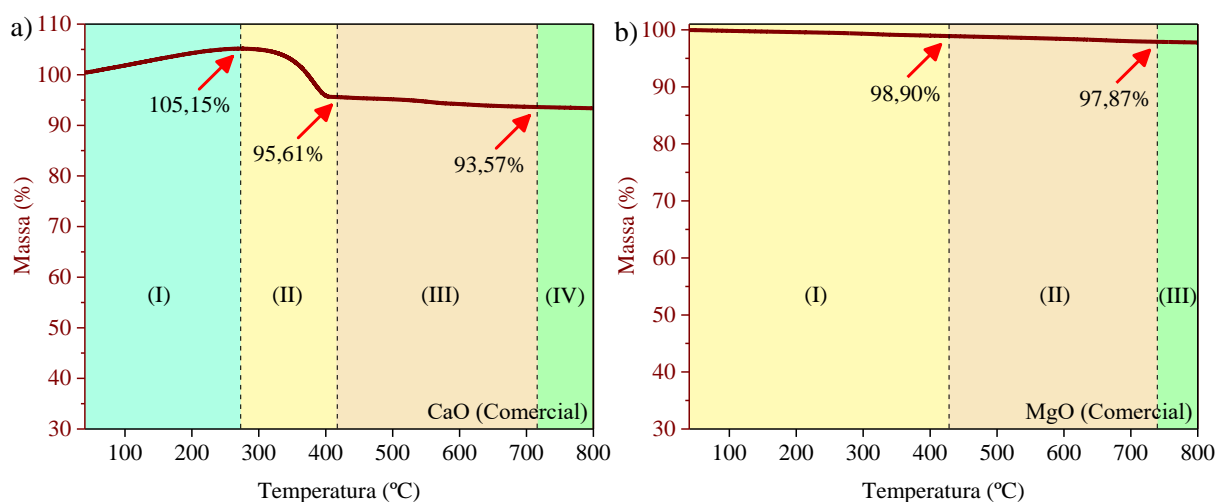 a)
Massa (%)
110
100
90
80
70
60
50
40
30
105,15%
95,61%
93,57%
(I)
(II)
(III)
(IV)
CaO (Comercial)
100 200 300 400 500 600 700 800
Temperatura (ºC)
b)
Massa (%)
100
90
80
70
60
50
40
30
98,90%
97,87%
(I)
(II)
(III)
MgO (Comercial)
100 200 300 400 500 600 700 800
Temperatura (ºC)